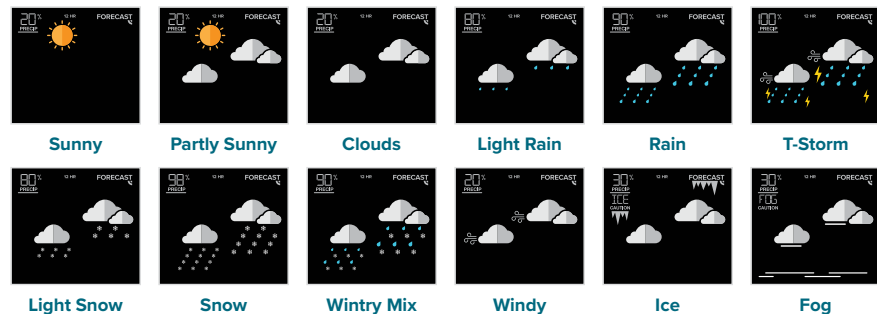 20% 12 HR FORECAST
PRECIP
Sunny
20% 12 HR FORECAST
PRECIP
Partly Sunny
20% 12 HR FORECAST
PRECIP
Clouds
80% 12 HR FORECAST
PRECIP
Light Rain
90% 12 HR FORECAST
PRECIP
Rain
100% 12 HR FORECAST
PRECIP
T-Storm
80% 12 HR FORECAST
PRECIP
Light Snow
98% 12 HR FORECAST
PRECIP
Snow
90% 12 HR FORECAST
PRECIP
Wintry Mix
20% 12 HR FORECAST
PRECIP
Windy
30% 12 HR FORECAST
PRECIP
ICE
CAUTION
Ice
30% 12 HR FORECAST
PRECIP
FOG
CAUTION
Fog